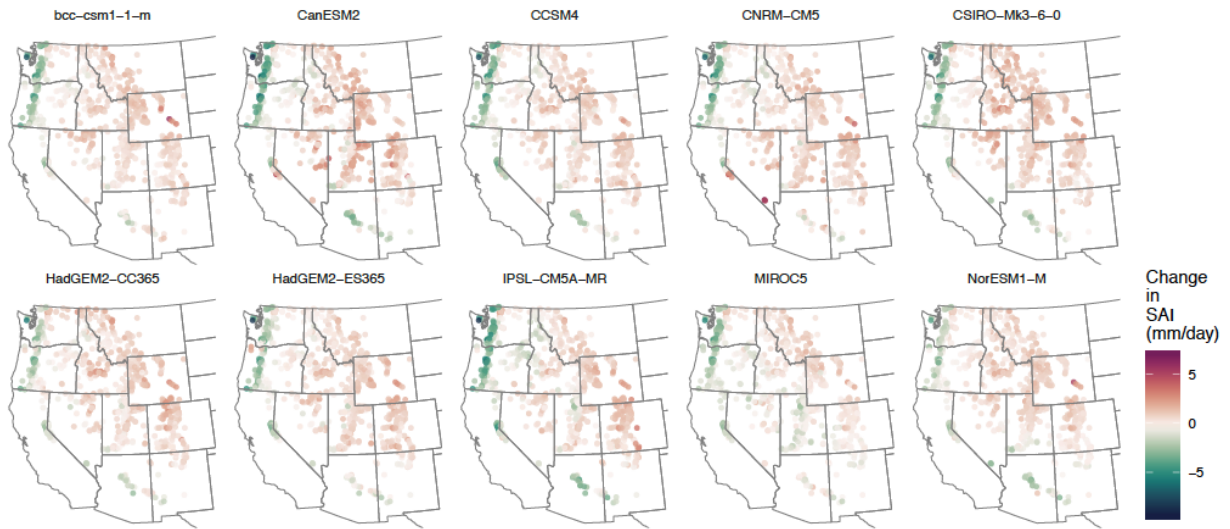 bcc-csm1-1-m
CanESM2
CCSM4
CNRM-CM5
CSIRO-Mk3-6-0
HadGEM2-CC365
HadGEM2-ES365
IPSL-CM5A-MR
MIROC5
NorESM1-M
Change
in
SAI
(mm/day)
5
0
-5